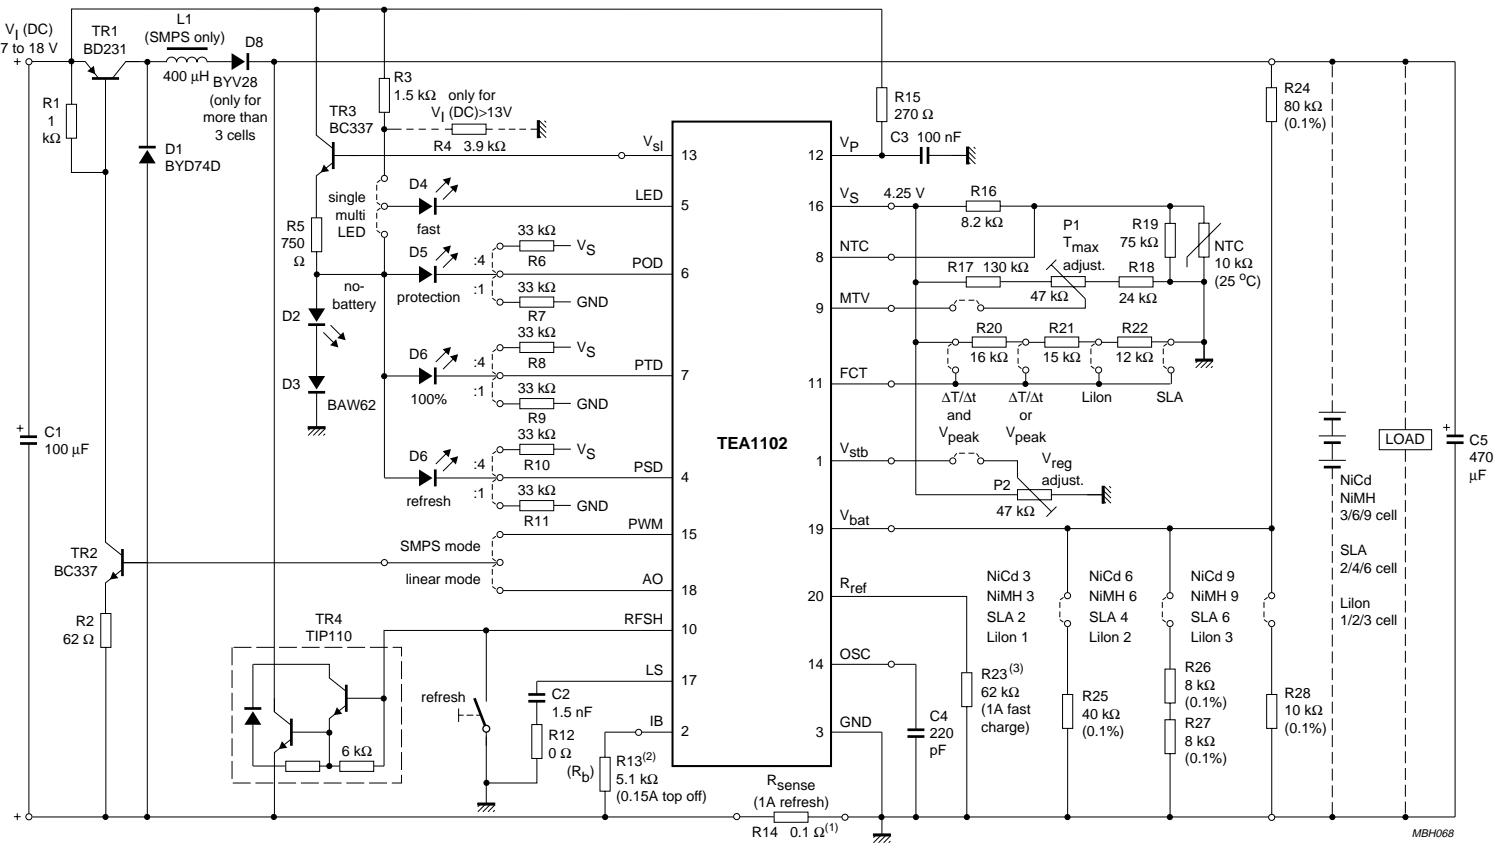 V_I (DC)
7 to 18 V
+
TR1
BD231
L1
(SMPS only)
400 μH
D8
BYV28
(only for
more than
3 cells
R1
1
kΩ
D1
BYD74D
TR3
BC337
R3
1.5 kΩ
only for
V_I (DC)>13V
R4 3.9 kΩ
R5
750
Ω
single
multi
LED
no-
battery
D2
D3
BAW62
D4
fast
D5
protection
D6
100%
D6
refresh
:4
:1
33 kΩ
R6
V_S
33 kΩ
R7
GND
:4
:1
33 kΩ
R8
V_S
33 kΩ
R9
GND
:4
:1
33 kΩ
R10
V_S
33 kΩ
R11
GND
SMPS mode
linear mode
+
C1
100 μF
TR2
BC337
R2
62 Ω
TR4
TIP110
6 kΩ
refresh
C2
1.5 nF
R12
0 Ω
(R_b)
R13(2)
5.1 kΩ
(0.15A top off)
+
V_sl
13
LED
5
POD
6
PTD
7
PSD
4
PWM
15
AO
18
RFSH
10
LS
17
IB
2
TEA1102
12
V_P
16
V_S
8
NTC
9
MTV
11
FCT
1
V_stb
19
V_bat
20
R_ref
14
OSC
3
GND
R_sense
(1A refresh)
R14 0.1 Ω(1)
R15
270 Ω
C3 100 nF
4.25 V
R16
8.2 kΩ
P1
T_max
adjust.
R19
75 kΩ
NTC
10 kΩ
(25 °C)
R17 130 kΩ
47 kΩ
R18
24 kΩ
R20
16 kΩ
R21
15 kΩ
R22
12 kΩ
ΔT/Δt
and
V_peak
ΔT/Δt
or
V_peak
LiIon
SLA
P2
47 kΩ
V_reg
adjust.
R24
80 kΩ
(0.1%)
NiCd 3
NiMH 3
SLA 2
LiIon 1
NiCd 6
NiMH 6
SLA 4
LiIon 2
NiCd 9
NiMH 9
SLA 6
LiIon 3
C4
220
pF
R23(3)
62 kΩ
(1A fast
charge)
R25
40 kΩ
(0.1%)
R26
8 kΩ
(0.1%)
R27
8 kΩ
(0.1%)
R28
10 kΩ
(0.1%)
NiCd
NiMH
3/6/9 cell
SLA
2/4/6 cell
LiIon
1/2/3 cell
LOAD
+
C5
470
μF
MBH068